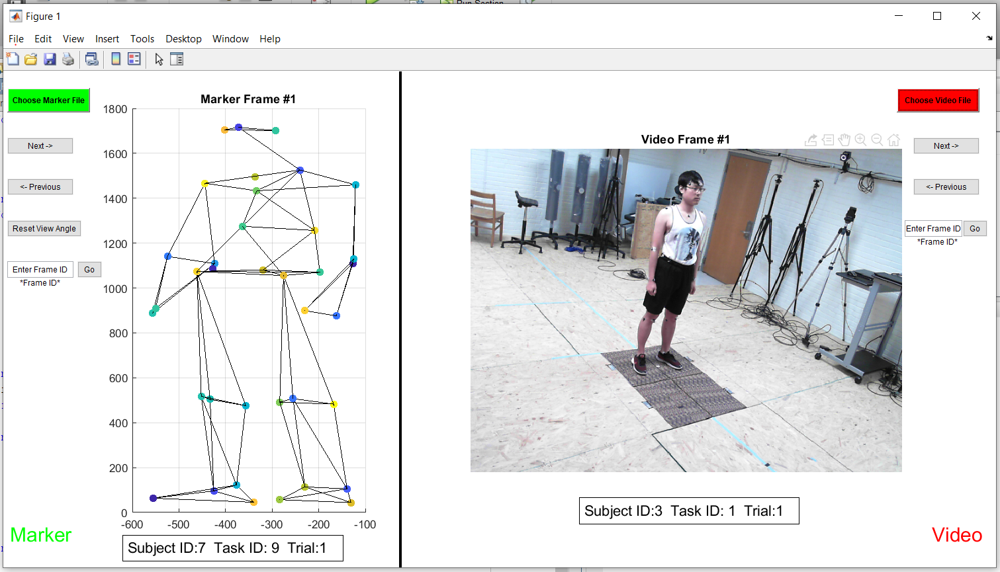 Run Section
Figure 1
File Edit View Insert Tools Desktop Window Help
Choose Marker File
Next ->
<- Previous
Reset View Angle
Enter Frame ID Go
*Frame ID*
Marker
Marker Frame #1
1800
1600
1400
1200
1000
800
600
400
200
0
-600 -500 -400 -300 -200 -100
Subject ID:7 Task ID: 9 Trial:1
Video Frame #1
Subject ID:3 Task ID: 1 Trial:1
Choose Video File
Next ->
<- Previous
Enter Frame ID Go
*Frame ID*
Video